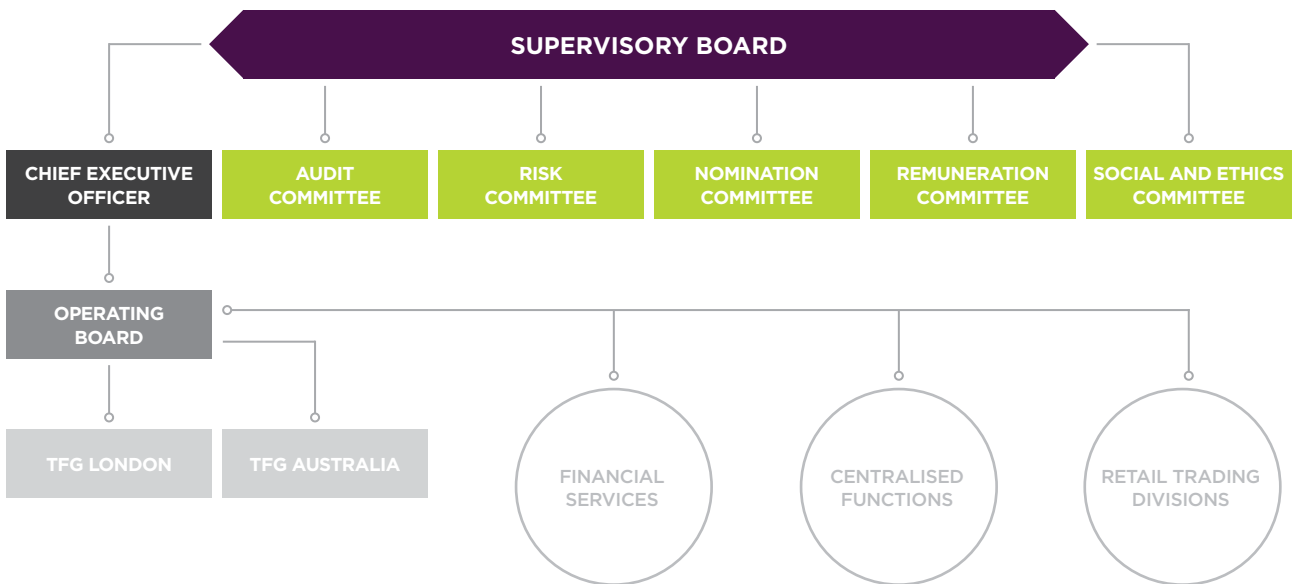 SUPERVISORY BOARD
CHIEF EXECUTIVE
OFFICER
AUDIT
COMMITTEE
RISK
COMMITTEE
NOMINATION
COMMITTEE
REMUNERATION
COMMITTEE
SOCIAL AND ETHICS
COMMITTEE
OPERATING
BOARD
TFG LONDON
TFG AUSTRALIA
FINANCIAL
SERVICES
CENTRALISED
FUNCTIONS
RETAIL TRADING
DIVISIONS